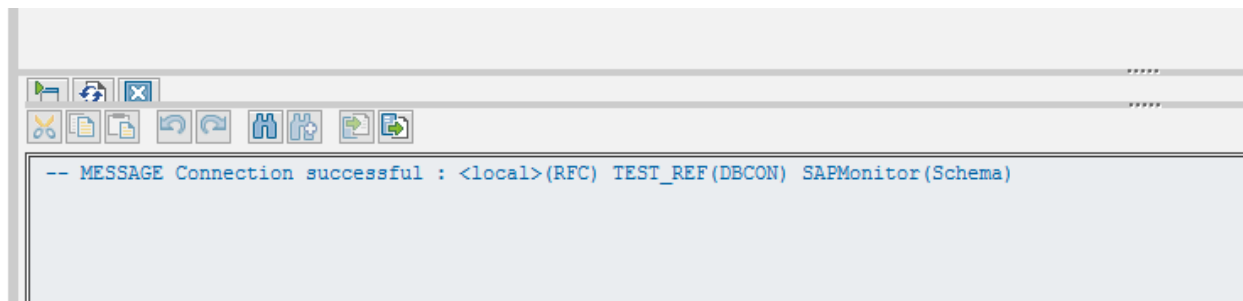 -- MESSAGE Connection successful : <local>(RFC) TEST_REF(DBCON) SAPMonitor(Schema)